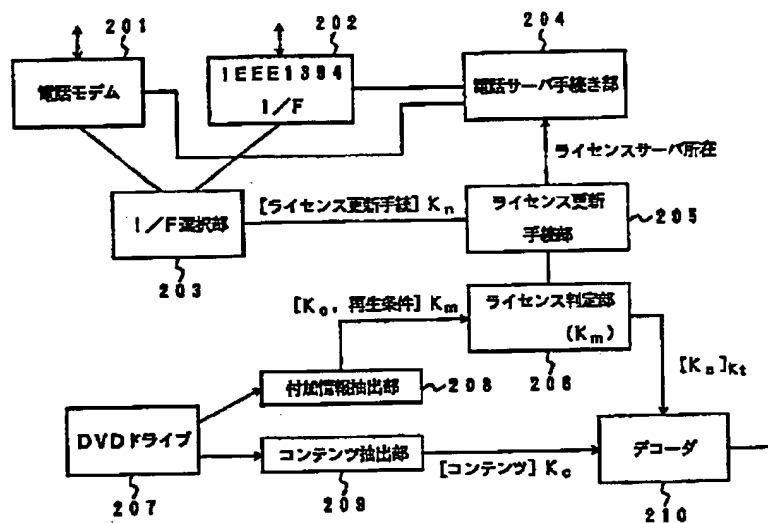 201
202
204
電話モデム
IEEE1394
I/F
電話サーバ手続き部
ライセンスサーバ所在
I/F選択部
203
[ライセンス更新手続] Kn
ライセンス更新
手続部
205
[Kc,再生条件] Km
ライセンス判定部
(Km)
206
付加情報抽出部
208
DVDドライブ
207
コンテンツ抽出部
209
[コンテンツ] Kc
デコーダ
210